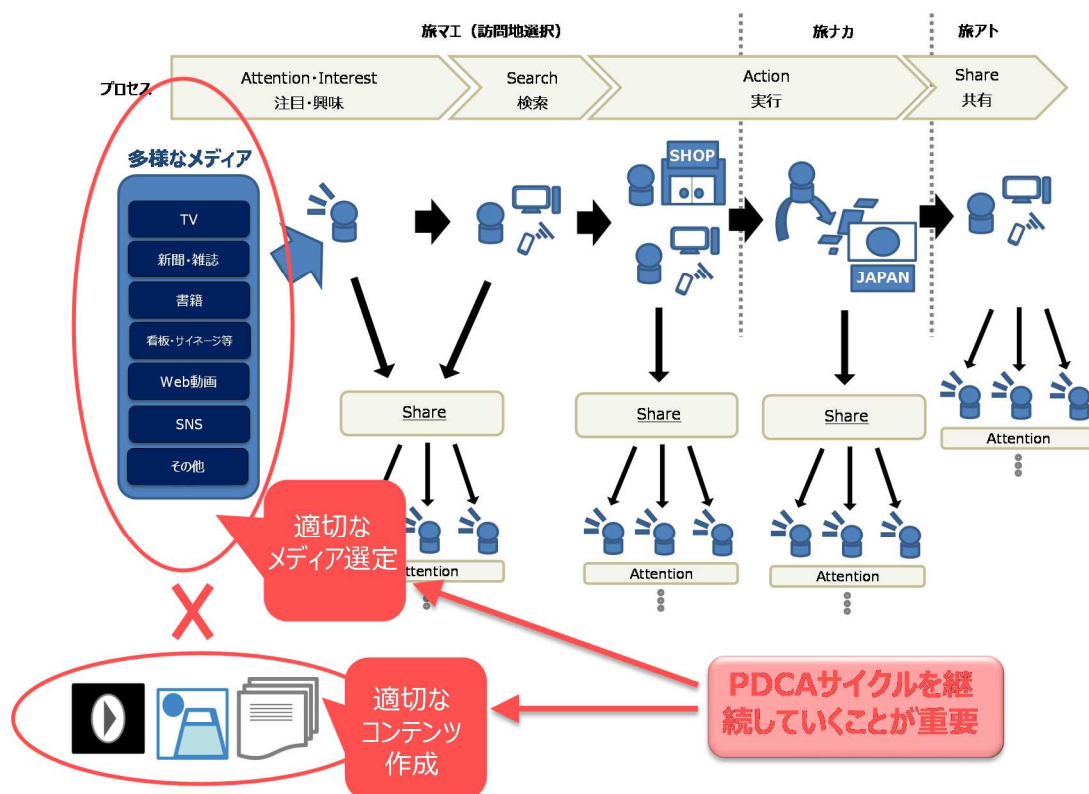 旅マエ（訪問地選択）
旅ナカ
旅アト
プロセス
Attention・Interest
注目・興味
Search
検索
Action
実行
Share
共有
多様なメディア
TV
新聞・雑誌
書籍
看板・サイネージ等
Web動画
SNS
その他
SHOP
JAPAN
Share
Share
Share
Attention
適切な
メディア選定
Attention
Attention
Attention
適切な
コンテンツ
作成
PDCAサイクルを継
続していくことが重要